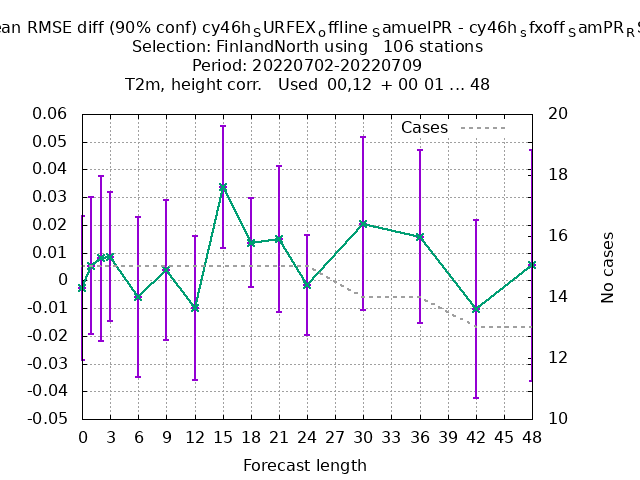 ean RMSE diff (90% conf) cy46h_SURFEX_offline_SamuelPR - cy46h_sfxoff_SamPR_R
Selection: FinlandNorth using 106 stations
Period: 20220702-20220709
T2m, height corr. Used 00,12 + 00 01 ... 48
Cases
0.06
0.05
0.04
0.03
0.02
0.01
0
-0.01
-0.02
-0.03
-0.04
-0.05
20
18
16
14
12
10
No cases
0 3 6 9 12 15 18 21 24 27 30 33 36 39 42 45 48
Forecast length